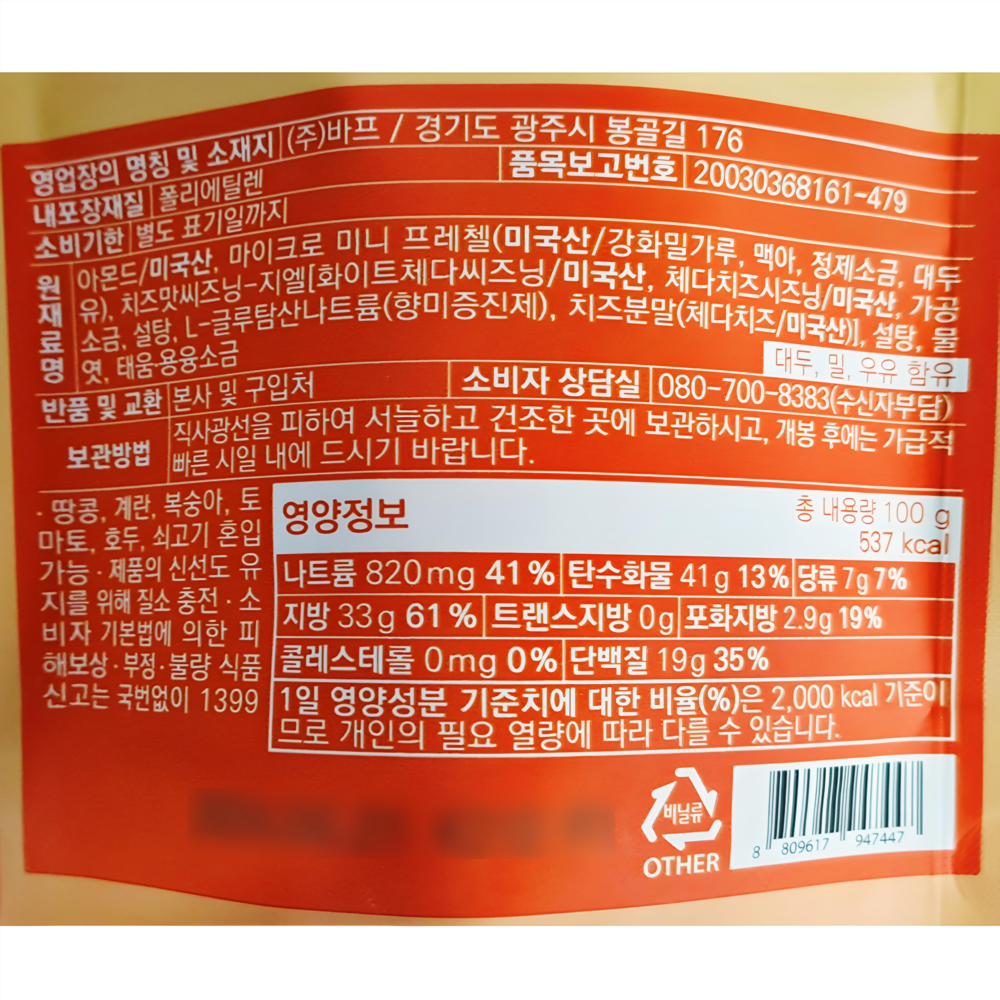 영업장의 명칭 및 소재지 (주)바프 / 경기도 광주시 봉골길 176
내포장재질 폴리에틸렌 품목보고번호 20030368161-479
소비기한 별도 표기일까지
원재료명 아몬드/미국산, 마이크로 미니 프레첼(미국산/강화밀가루, 맥아, 정제소금, 대두
유), 치즈맛씨즈닝-지엘[화이트체다씨즈닝/미국산, 체다치즈시즈닝/미국산, 가공
소금, 설탕, L-글루탐산나트륨(향미증진제), 치즈분말(체다치즈/미국산)], 설탕, 물
엿, 태움·용융소금
대두, 밀, 우유 함유
반품 및 교환 본사 및 구입처 소비자 상담실 080-700-8383(수신자부담)
보관방법 직사광선을 피하여 서늘하고 건조한 곳에 보관하시고, 개봉 후에는 가급적
빠른 시일 내에 드시기 바랍니다.
· 땅콩, 계란, 복숭아, 토
마토, 호두, 쇠고기 혼입
가능 · 제품의 신선도 유
지를 위해 질소 충전 · 소
비자 기본법에 의한 피
해보상 · 부정·불량 식품
신고는 국번없이 1399
영양정보 총 내용량 100 g
537 kcal
나트륨 820mg 41% 탄수화물 41g 13% 당류 7g 7%
지방 33g 61% 트랜스지방 0g 포화지방 2.9g 19%
콜레스테롤 0mg 0% 단백질 19g 35%
1일 영양성분 기준치에 대한 비율(%)은 2,000 kcal 기준이
므로 개인의 필요 열량에 따라 다를 수 있습니다.
비닐류
OTHER
8 809617 947447